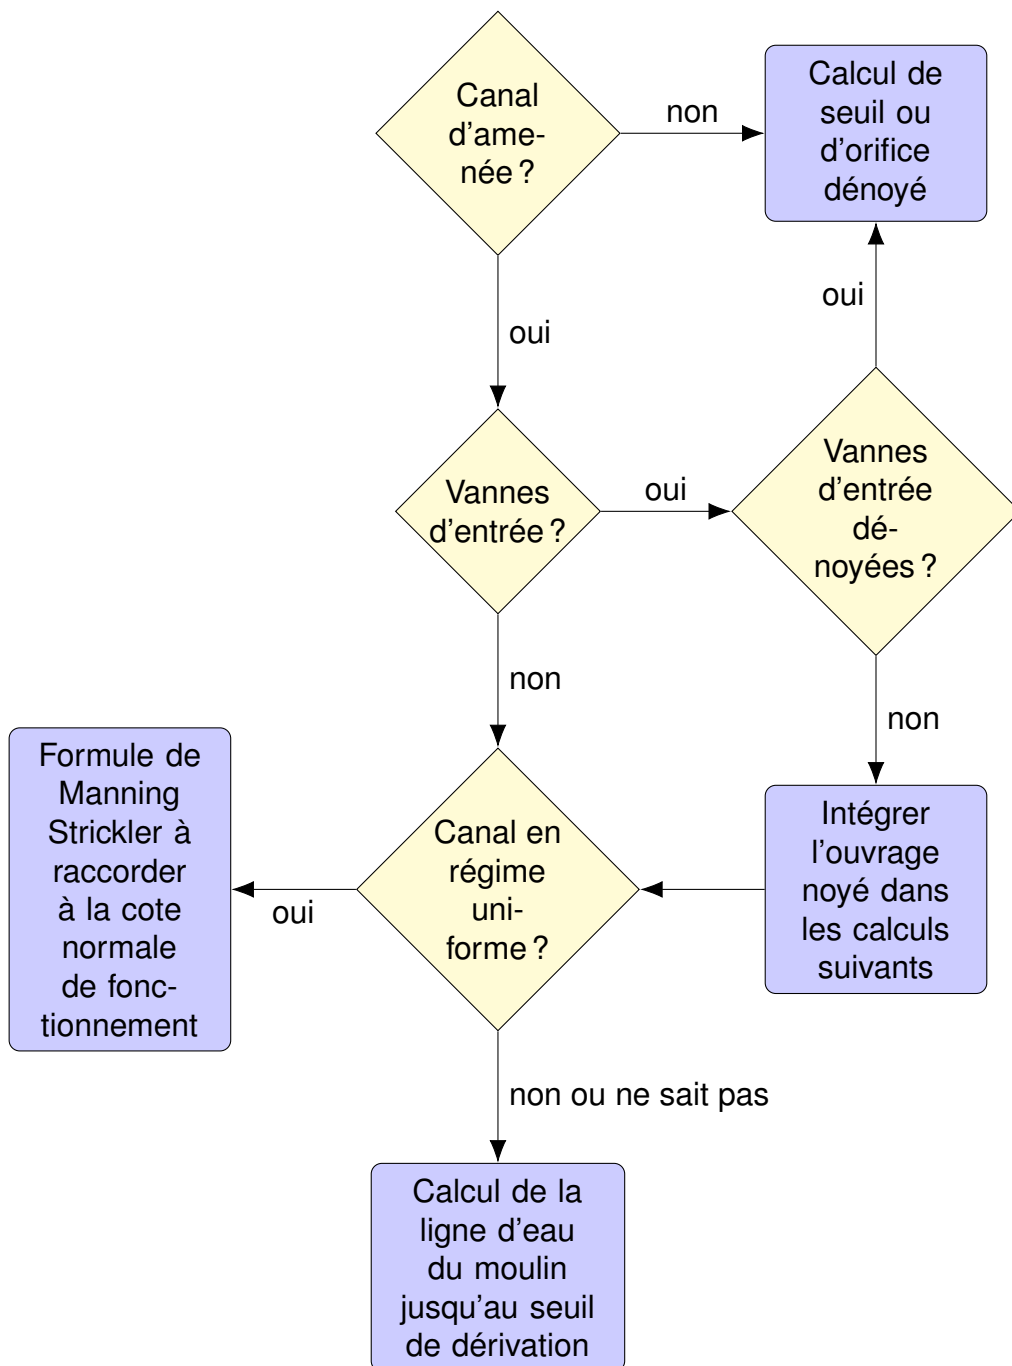 Canal
d'ame-
née ?
non
Calcul de
seuil ou
d'orifice
dénoyé
oui
oui
Vannes
d'entrée ?
oui
Vannes
d'entrée
dé-
noyées ?
non
non
Formule de
Manning
Strickler à
raccorder
à la cote
normale
de fonc-
tionnement
oui
Canal en
régime
uni-
forme ?
Intégrer
l'ouvrage
noyé dans
les calculs
suivants
non ou ne sait pas
Calcul de la
ligne d'eau
du moulin
jusqu'au seuil
de dérivation